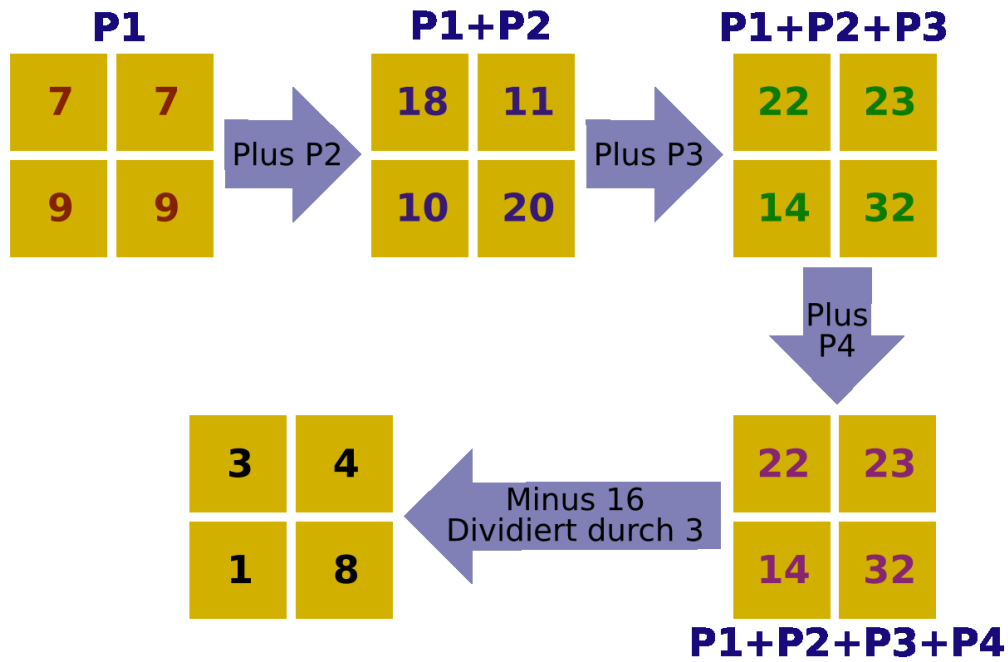 P1 P1+P2 P1+P2+P3
7 7 18 11 22 23
Plus P2 Plus P3
9 9 10 20 14 32
Plus
P4
3 4 22 23
Minus 16
Dividiert durch 3
1 8 14 32
P1+P2+P3+P4